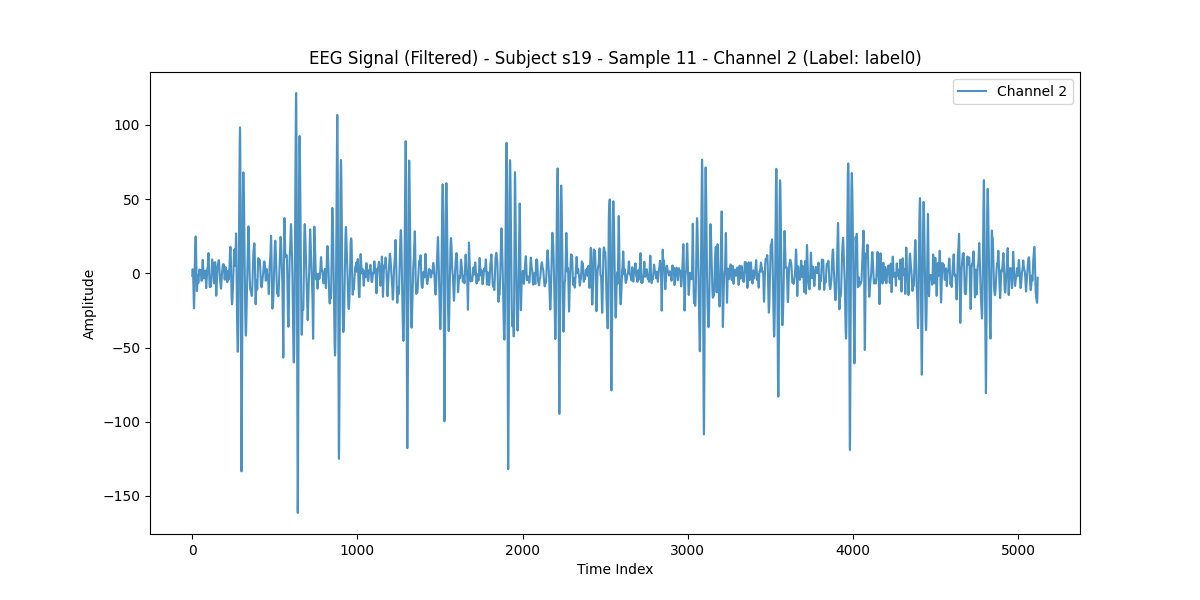 EEG Signal (Filtered) - Subject s19 - Sample 11 - Channel 2 (Label: label0)
Channel 2
100
50
0
−50
−100
−150
Amplitude
0 1000 2000 3000 4000 5000
Time Index